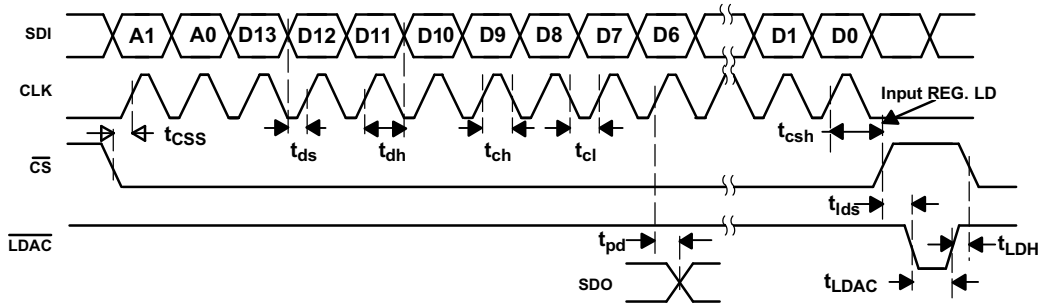 SDI A1 A0 D13 D12 D11 D10 D9 D8 D7 D6 D1 D0
CLK Input REG. LD
tCSS tds tdh tch tcl tcsh
CS
tlds
LDAC tpd tLDH
SDO tLDAC